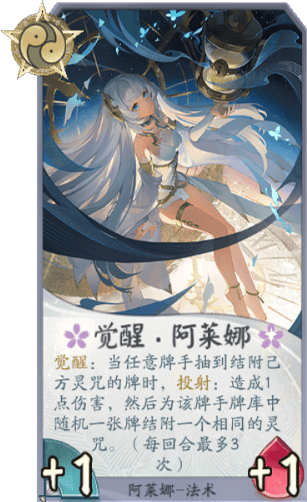 觉醒·阿莱娜
觉醒：当任意牌手抽到结附己
方灵咒的牌时，投射：造成1
点伤害，然后为该牌手牌库中
随机一张牌结附一个相同的灵
咒。（每回合最多3
次）
+1
+1
阿莱娜-法术